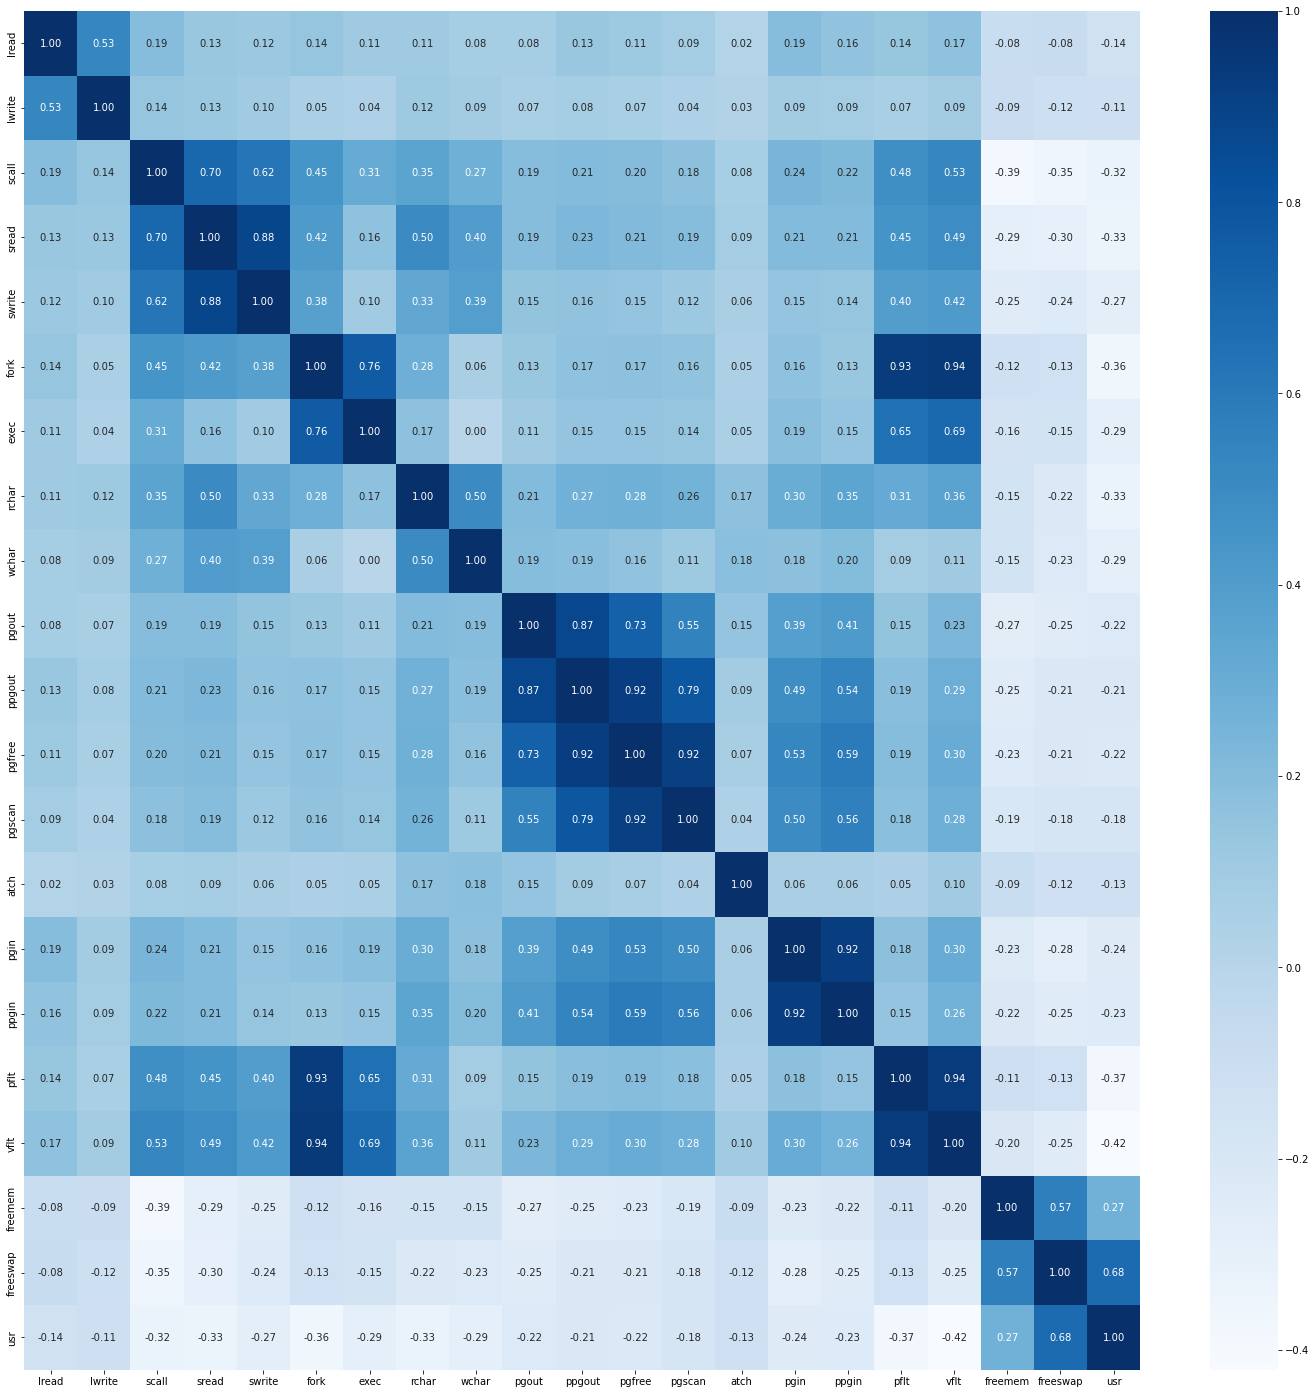 lread 1.00 0.53 0.19 0.13 0.12 0.14 0.11 0.11 0.08 0.08 0.13 0.11 0.09 0.02 0.19 0.16 0.14 0.17 -0.08 -0.08 -0.14
lwrite 0.53 1.00 0.14 0.13 0.10 0.05 0.04 0.12 0.09 0.07 0.08 0.07 0.04 0.03 0.09 0.09 0.07 0.09 -0.09 -0.12 -0.11
scall 0.19 0.14 1.00 0.70 0.62 0.45 0.31 0.35 0.27 0.19 0.21 0.20 0.18 0.08 0.24 0.22 0.48 0.53 -0.39 -0.35 -0.32
sread 0.13 0.13 0.70 1.00 0.88 0.42 0.16 0.50 0.40 0.19 0.23 0.21 0.19 0.09 0.21 0.21 0.45 0.49 -0.29 -0.30 -0.33
swrite 0.12 0.10 0.62 0.88 1.00 0.38 0.10 0.33 0.39 0.15 0.16 0.15 0.12 0.06 0.15 0.14 0.40 0.42 -0.25 -0.24 -0.27
fork 0.14 0.05 0.45 0.42 0.38 1.00 0.76 0.28 0.06 0.13 0.17 0.17 0.16 0.05 0.16 0.13 0.93 0.94 -0.12 -0.13 -0.36
exec 0.11 0.04 0.31 0.16 0.10 0.76 1.00 0.17 0.00 0.11 0.15 0.15 0.14 0.05 0.19 0.15 0.65 0.69 -0.16 -0.15 -0.29
rchar 0.11 0.12 0.35 0.50 0.33 0.28 0.17 1.00 0.50 0.21 0.27 0.28 0.26 0.17 0.30 0.35 0.31 0.36 -0.15 -0.22 -0.33
wchar 0.08 0.09 0.27 0.40 0.39 0.06 0.00 0.50 1.00 0.19 0.19 0.16 0.11 0.18 0.18 0.20 0.09 0.11 -0.15 -0.23 -0.29
pgout 0.08 0.07 0.19 0.19 0.15 0.13 0.11 0.21 0.19 1.00 0.87 0.73 0.55 0.15 0.39 0.41 0.15 0.23 -0.27 -0.25 -0.22
ppgout 0.13 0.08 0.21 0.23 0.16 0.17 0.15 0.27 0.19 0.87 1.00 0.92 0.79 0.09 0.49 0.54 0.19 0.29 -0.25 -0.21 -0.21
pgfree 0.11 0.07 0.20 0.21 0.15 0.17 0.15 0.28 0.16 0.73 0.92 1.00 0.92 0.07 0.53 0.59 0.19 0.30 -0.23 -0.21 -0.22
pgscan 0.09 0.04 0.18 0.19 0.12 0.16 0.14 0.26 0.11 0.55 0.79 0.92 1.00 0.04 0.50 0.56 0.18 0.28 -0.19 -0.18 -0.18
atch 0.02 0.03 0.08 0.09 0.06 0.05 0.05 0.17 0.18 0.15 0.09 0.07 0.04 1.00 0.06 0.06 0.05 0.10 -0.09 -0.12 -0.13
pgin 0.19 0.09 0.24 0.21 0.15 0.16 0.19 0.30 0.18 0.39 0.49 0.53 0.50 0.06 1.00 0.92 0.18 0.30 -0.23 -0.28 -0.24
ppgin 0.16 0.09 0.22 0.21 0.14 0.13 0.15 0.35 0.20 0.41 0.54 0.59 0.56 0.06 0.92 1.00 0.15 0.26 -0.22 -0.25 -0.23
pflt 0.14 0.07 0.48 0.45 0.40 0.93 0.65 0.31 0.09 0.15 0.19 0.19 0.18 0.05 0.18 0.15 1.00 0.94 -0.11 -0.13 -0.37
vflt 0.17 0.09 0.53 0.49 0.42 0.94 0.69 0.36 0.11 0.23 0.29 0.30 0.28 0.10 0.30 0.26 0.94 1.00 -0.20 -0.25 -0.42
freemem -0.08 -0.09 -0.39 -0.29 -0.25 -0.12 -0.16 -0.15 -0.15 -0.27 -0.25 -0.23 -0.19 -0.09 -0.23 -0.22 -0.11 -0.20 1.00 0.57 0.27
freeswap -0.08 -0.12 -0.35 -0.30 -0.24 -0.13 -0.15 -0.22 -0.23 -0.25 -0.21 -0.21 -0.18 -0.12 -0.28 -0.25 -0.13 -0.25 0.57 1.00 0.68
usr -0.14 -0.11 -0.32 -0.33 -0.27 -0.36 -0.29 -0.33 -0.29 -0.22 -0.21 -0.22 -0.18 -0.13 -0.24 -0.23 -0.37 -0.42 0.27 0.68 1.00
lread lwrite scall sread swrite fork exec rchar wchar pgout ppgout pgfree pgscan atch pgin ppgin pflt vflt freemem freeswap usr
1.0
0.8
0.6
0.4
0.2
0.0
−0.2
−0.4